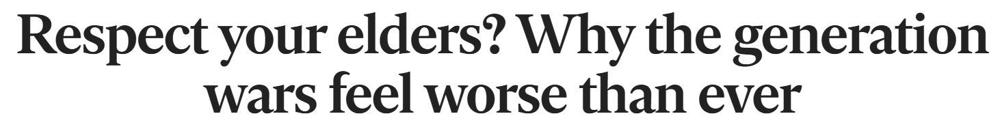 Respect your elders? Why the generation
wars feel worse than ever